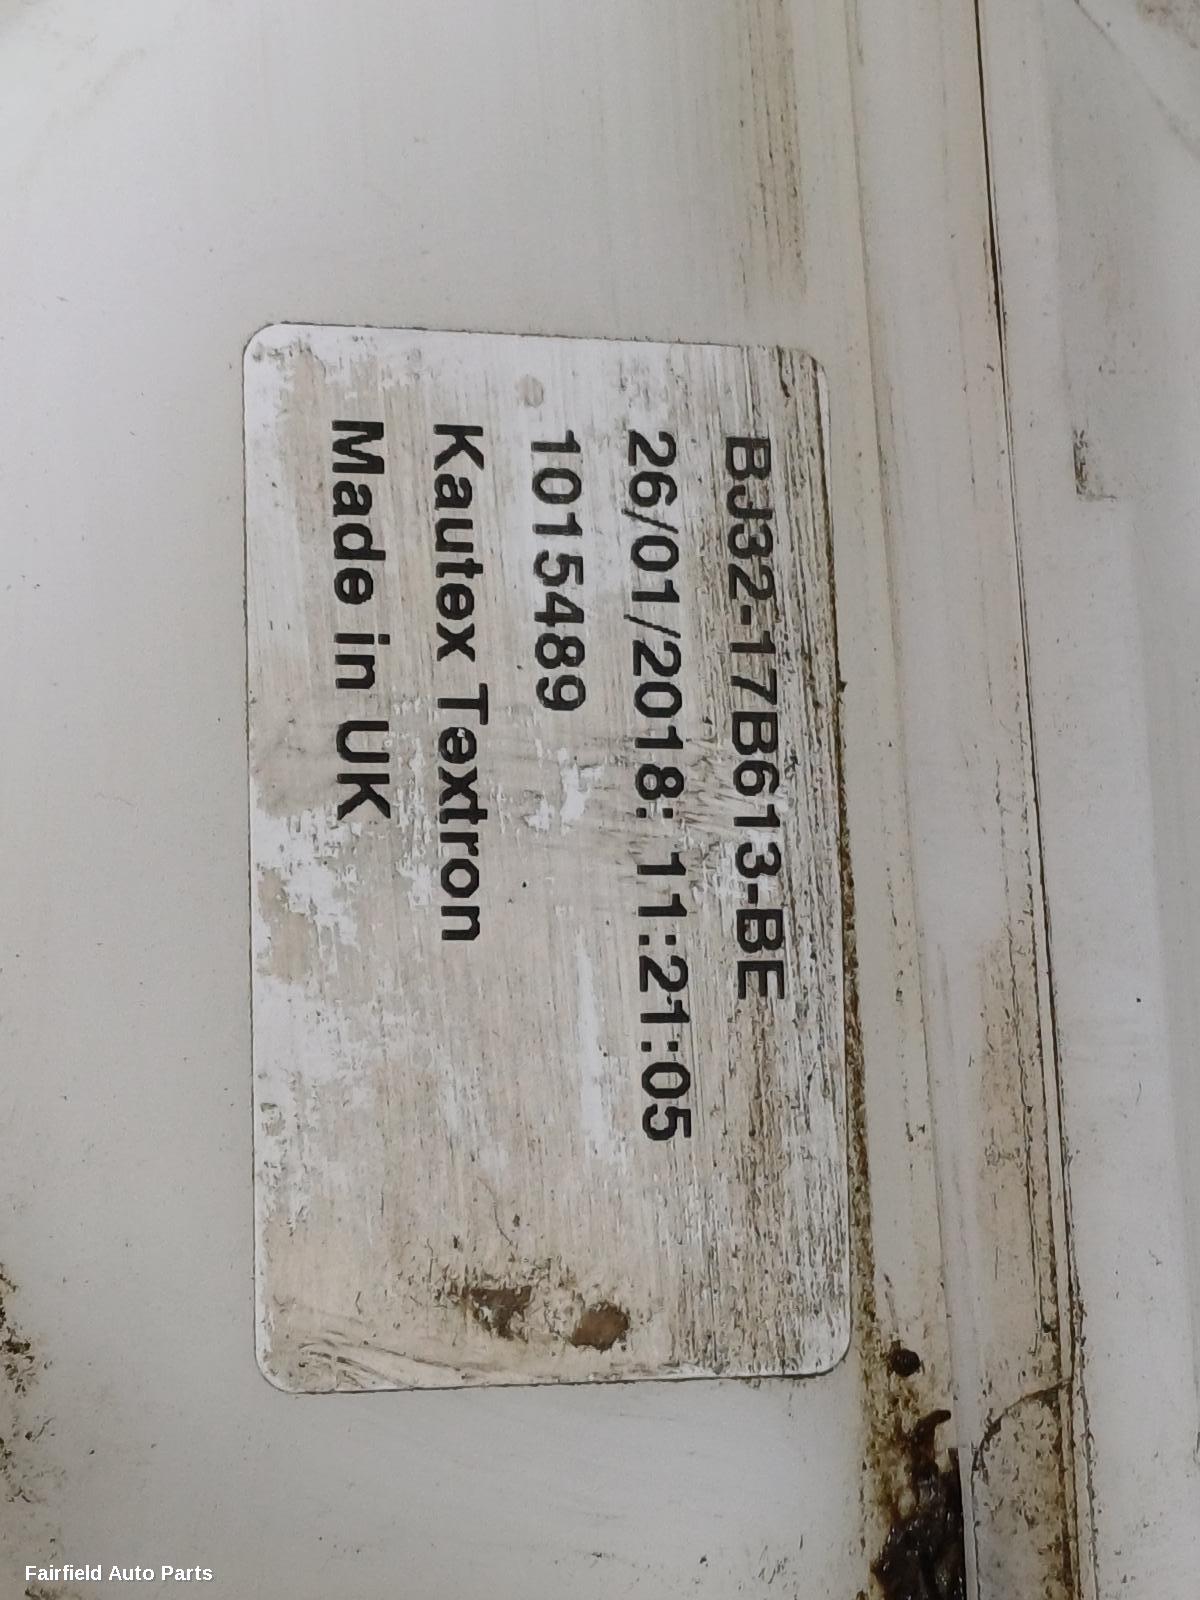 BJ32-17B613-BE
26/01/2018: 11:21:05
1015489
Kautex Textron
Made in UK
Fairfield Auto Parts